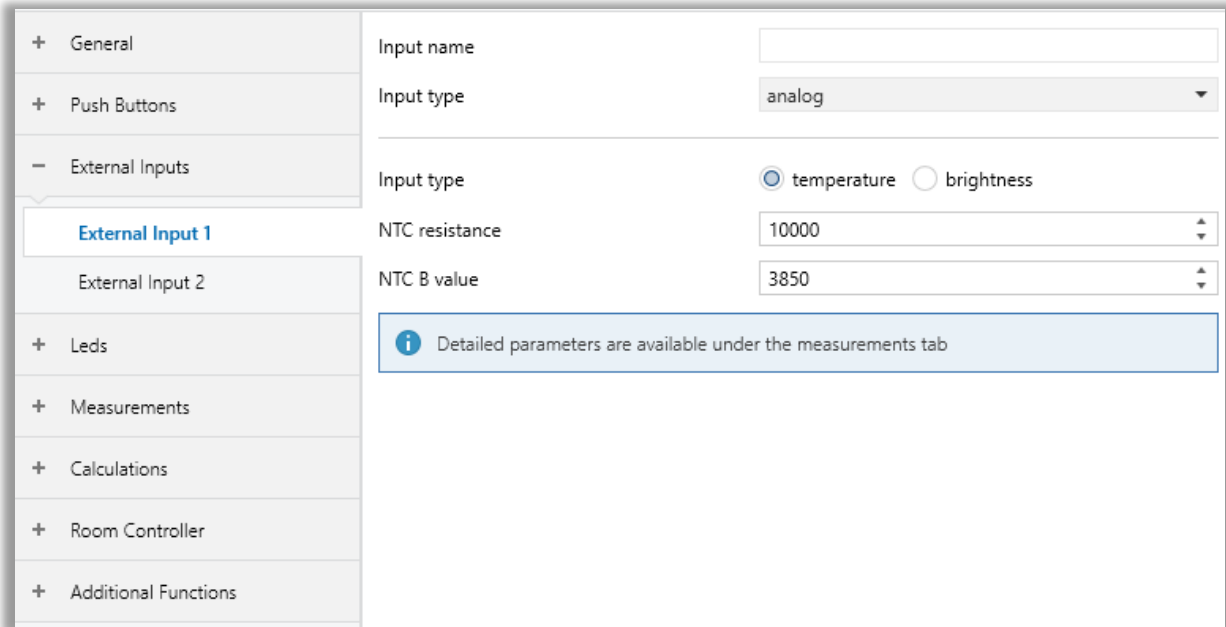 General
Push Buttons
External Inputs
External Input 1
External Input 2
Leds
Measurements
Calculations
Room Controller
Additional Functions
Input name
Input type analog
Input type temperature brightness
NTC resistance 10000
NTC B value 3850
Detailed parameters are available under the measurements tab